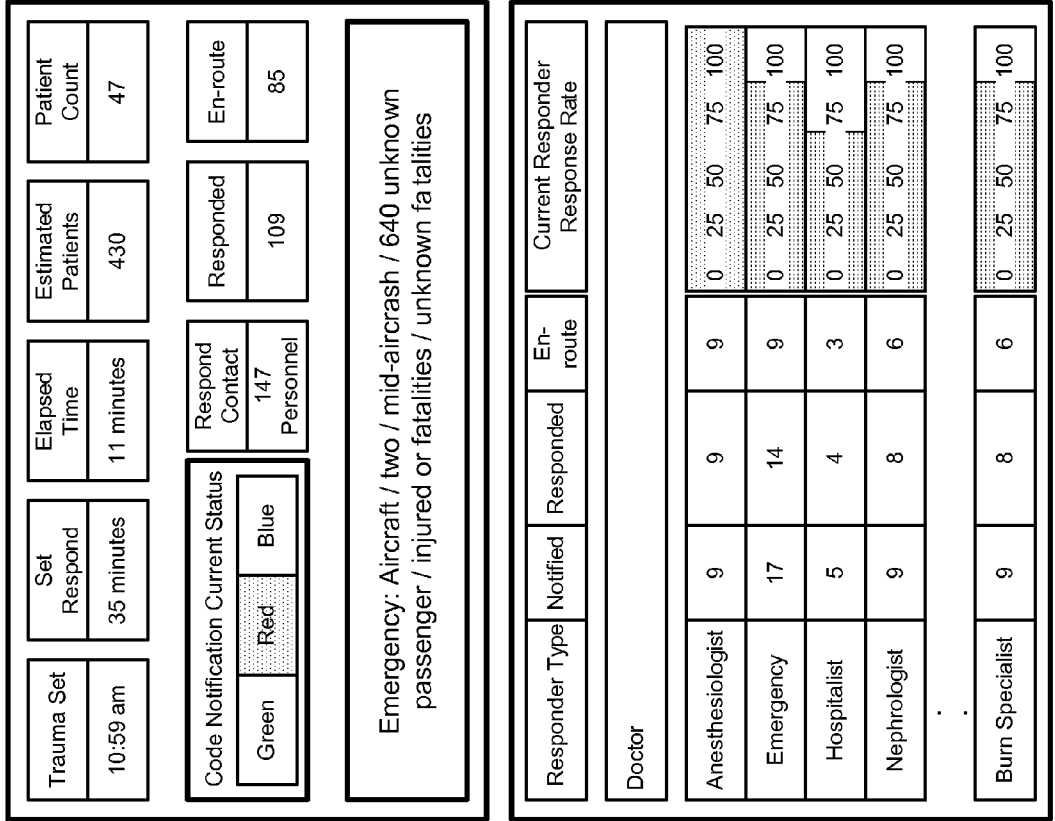 Trauma Set
10:59 am
Set
Respond
35 minutes
Elapsed
Time
11 minutes
Estimated
Patients
430
Patient
Count
47
Code Notification Current Status
Green
Red
Blue
Respond
Contact
147
Personnel
Responded
109
En-route
85
Emergency: Aircraft / two / mid-aircrash / 640 unknown
passenger / injured or fatalities / unknown fatalities
Responder Type Notified Responded En-
route
Current Responder
Response Rate
Doctor
Anesthesiologist 9 9 9 0 25 50 75 100
Emergency 17 14 9 0 25 50 75 100
Hospitalist 5 4 3 0 25 50 75 100
Nephrologist 9 8 6 0 25 50 75 100
. .
Burn Specialist 9 8 6 0 25 50 75 100